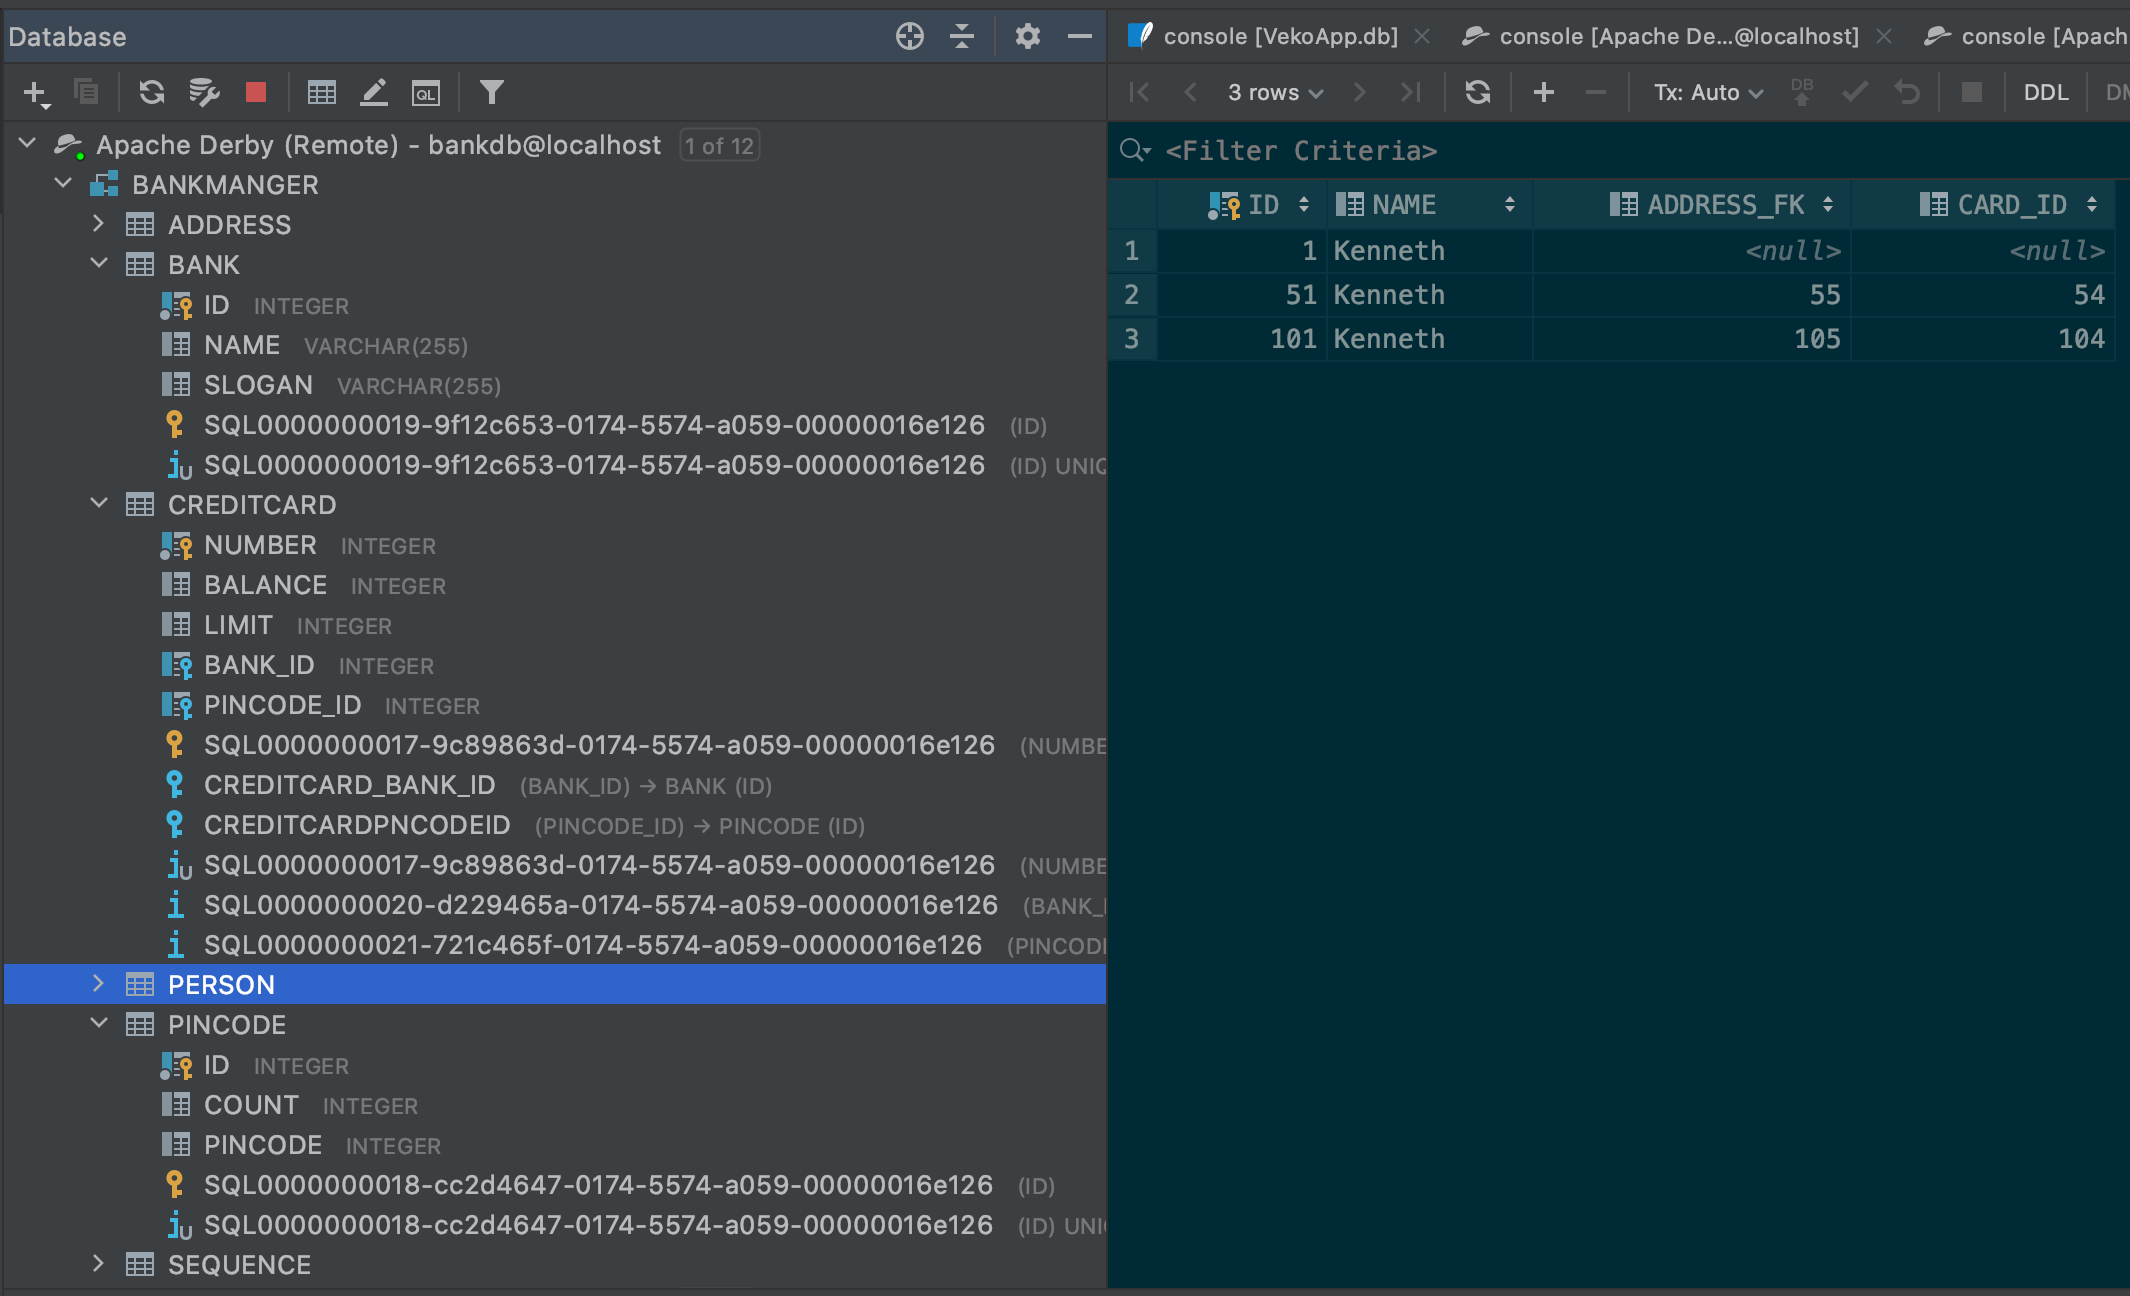 Database
Apache Derby (Remote) - bankdb@localhost 1 of 12
BANKMANGER
ADDRESS
BANK
ID INTEGER
NAME VARCHAR(255)
SLOGAN VARCHAR(255)
SQL0000000019-9f12c653-0174-5574-a059-00000016e126 (ID)
SQL0000000019-9f12c653-0174-5574-a059-00000016e126 (ID) UNIQ
CREDITCARD
NUMBER INTEGER
BALANCE INTEGER
LIMIT INTEGER
BANK_ID INTEGER
PINCODE_ID INTEGER
SQL0000000017-9c89863d-0174-5574-a059-00000016e126 (NUMBE
CREDITCARD_BANK_ID (BANK_ID) → BANK (ID)
CREDITCARDPNCODEID (PINCODE_ID) → PINCODE (ID)
SQL0000000017-9c89863d-0174-5574-a059-00000016e126 (NUMBE
SQL0000000020-d229465a-0174-5574-a059-00000016e126 (BANK_I
SQL0000000021-721c465f-0174-5574-a059-00000016e126 (PINCODI
PERSON
PINCODE
ID INTEGER
COUNT INTEGER
PINCODE INTEGER
SQL0000000018-cc2d4647-0174-5574-a059-00000016e126 (ID)
SQL0000000018-cc2d4647-0174-5574-a059-00000016e126 (ID) UNI
SEQUENCE
console [VekoApp.db] console [Apache De...@localhost] console [Apach
3 rows Tx: Auto DB DDL DM
<Filter Criteria>
ID NAME ADDRESS_FK CARD_ID
1 1 Kenneth <null> <null>
2 51 Kenneth 55 54
3 101 Kenneth 105 104